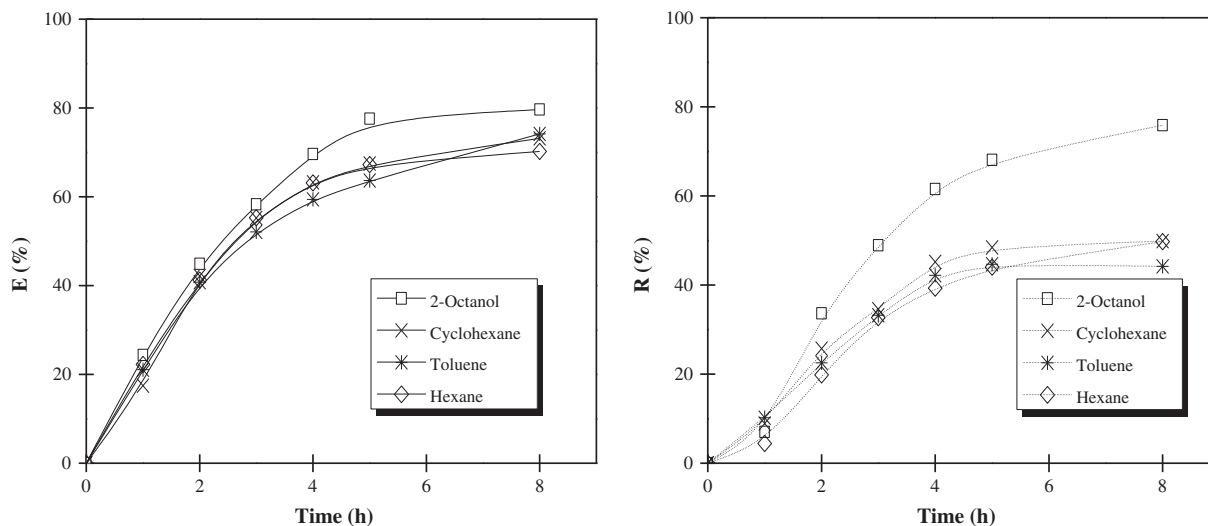 100
80
60
40
20
0
E (%)
0
2
4
6
8
Time (h)
2-Octanol
Cyclohexane
Toluene
Hexane
100
80
60
40
20
0
R (%)
0
2
4
6
8
Time (h)
2-Octanol
Cyclohexane
Toluene
Hexane